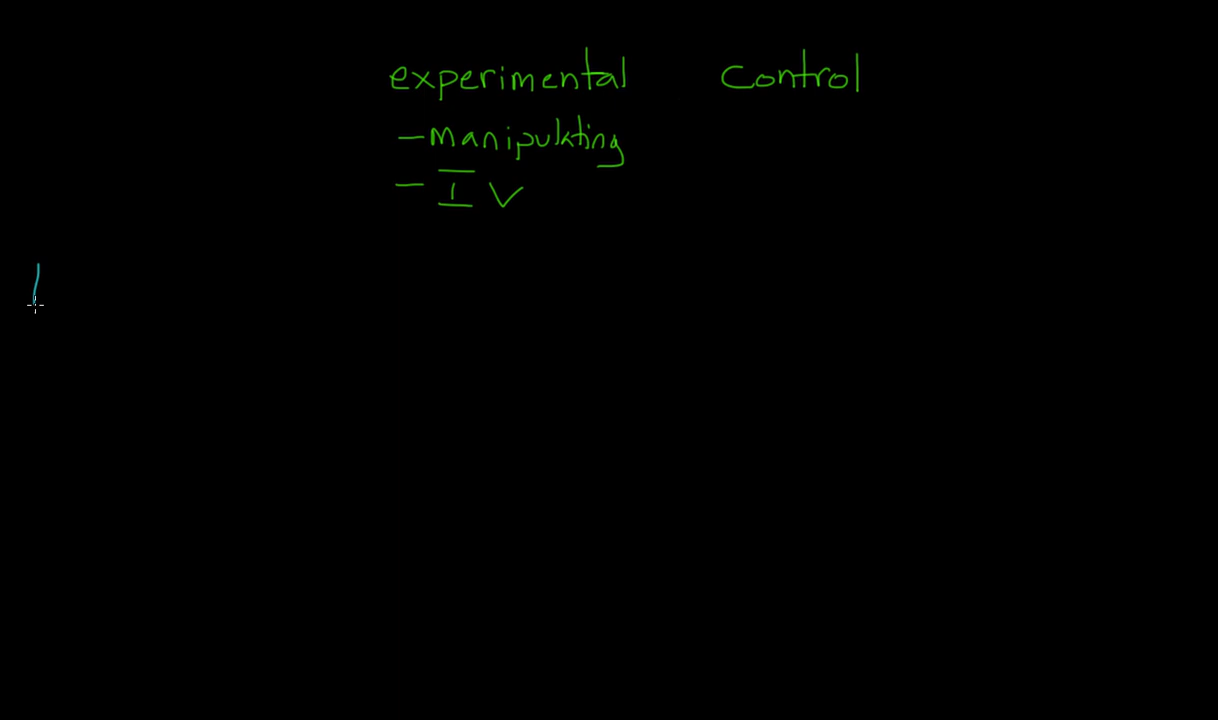 experimental control
- Manipulating
- IV